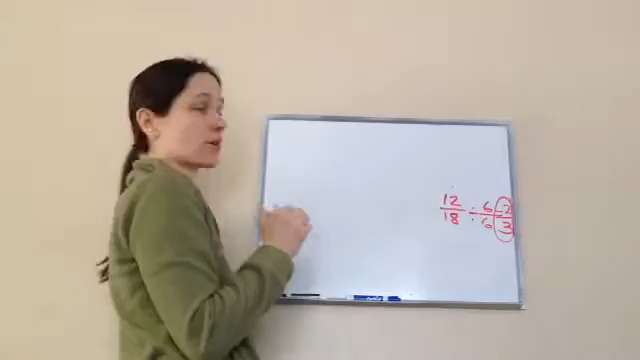 12/18 ÷ 6/6 = 2/3